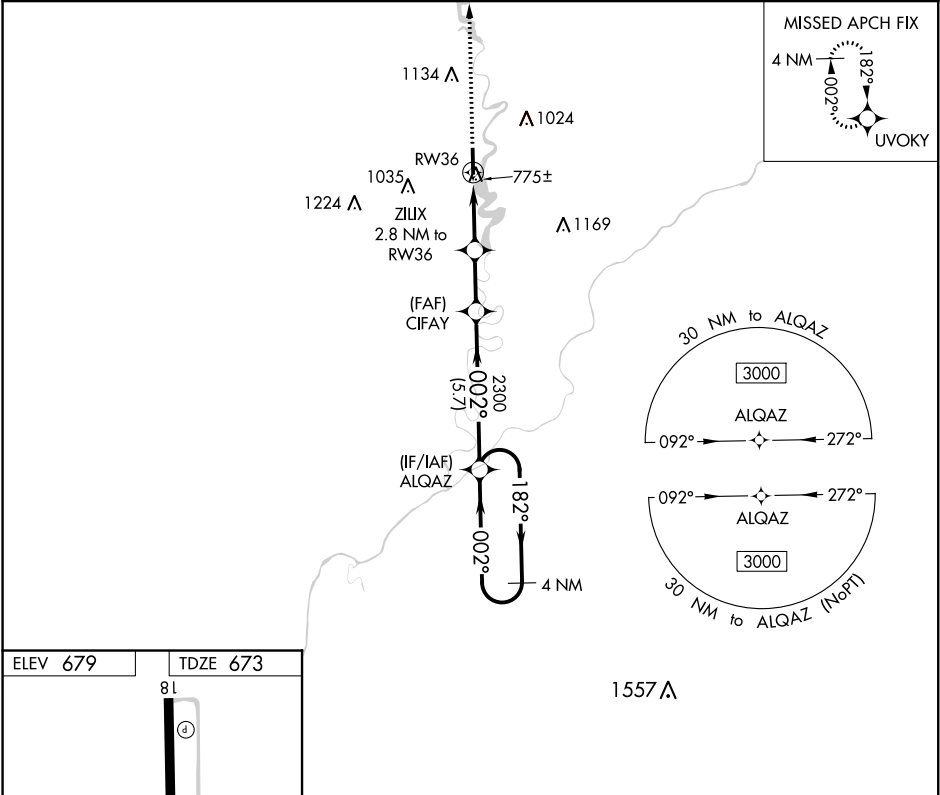 MISSED APCH FIX
4 NM
182°
002°
UVOKY
1134
1024
RW36
775±
1035
1224
ZILIX
2.8 NM to
RW36
1169
(FAF)
CIFAY
2300
002°
(5.7)
(IF/IAF)
ALQAZ
182°
002°
4 NM
30 NM to ALQAZ
3000
ALQAZ
092°
272°
092°
272°
ALQAZ
3000
30 NM to ALQAZ (NoPT)
1557
ELEV 679
TDZE 673
18
P